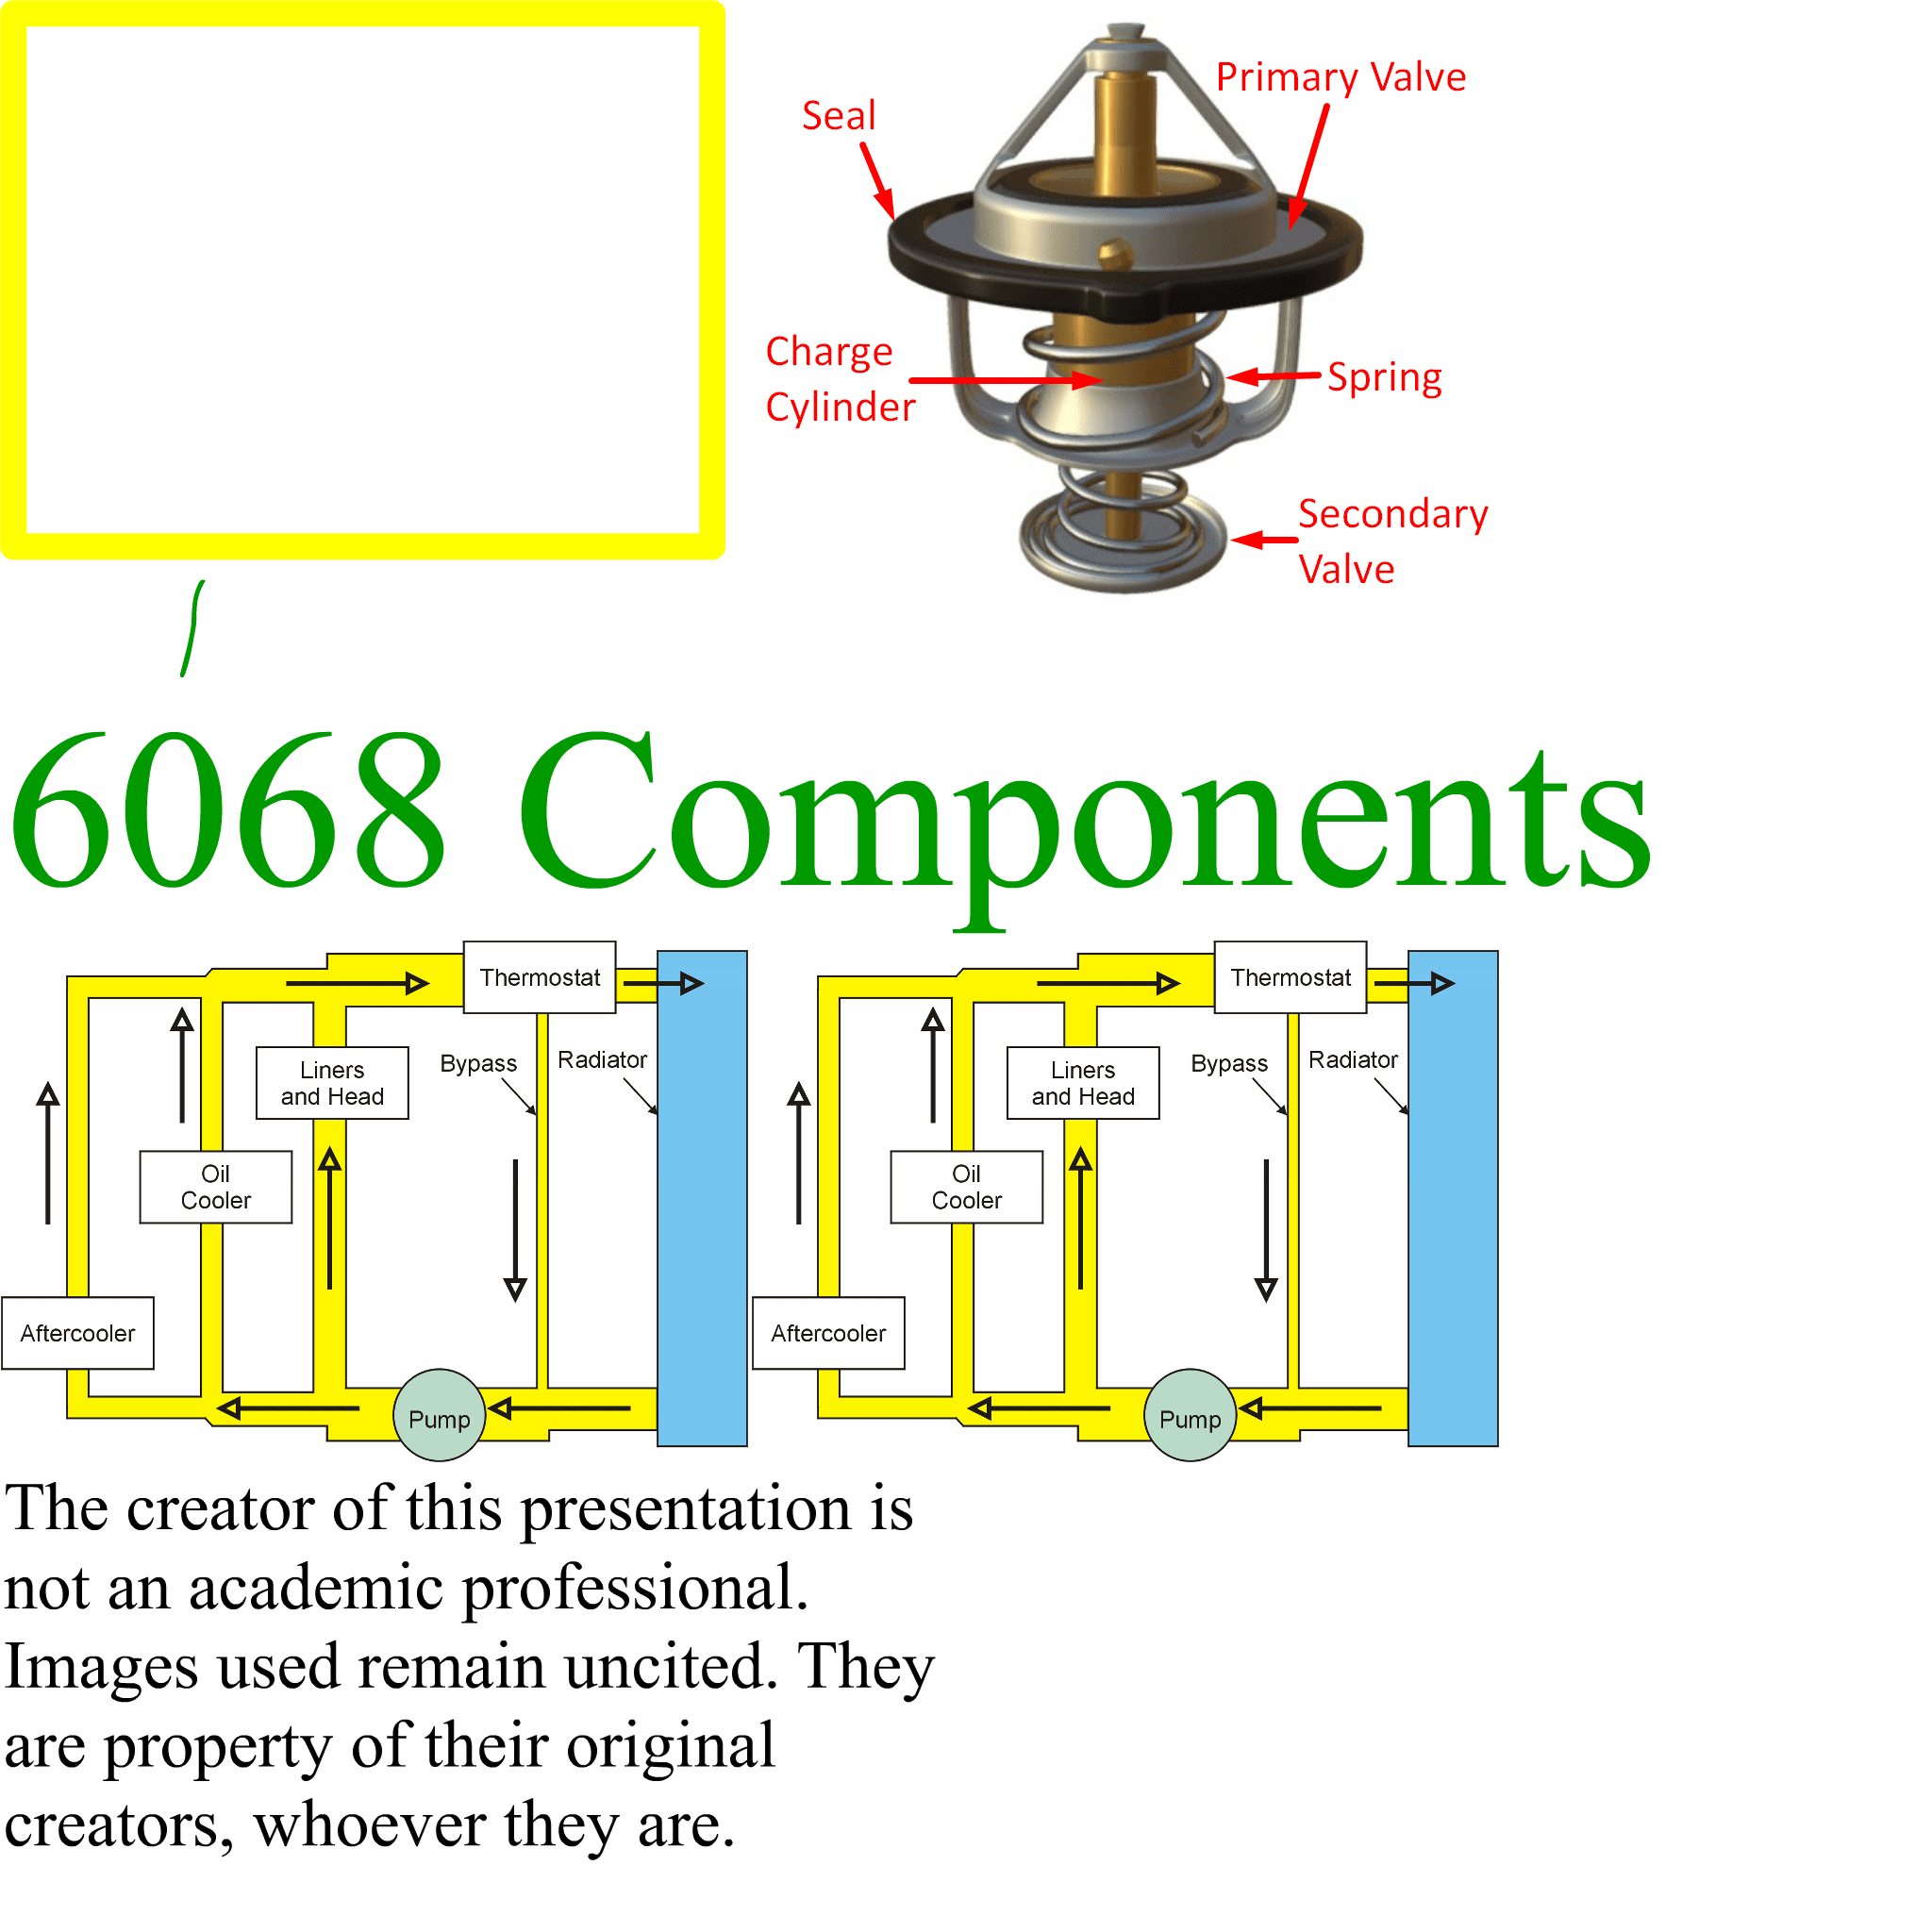 Primary Valve
Seal
Charge
Cylinder
Spring
Secondary
Valve
6068 Components
Thermostat
Liners
and Head
Bypass
Radiator
Oil
Cooler
Aftercooler
Pump
Thermostat
Liners
and Head
Bypass
Radiator
Oil
Cooler
Aftercooler
Pump
The creator of this presentation is
not an academic professional.
Images used remain uncited. They
are property of their original
creators, whoever they are.